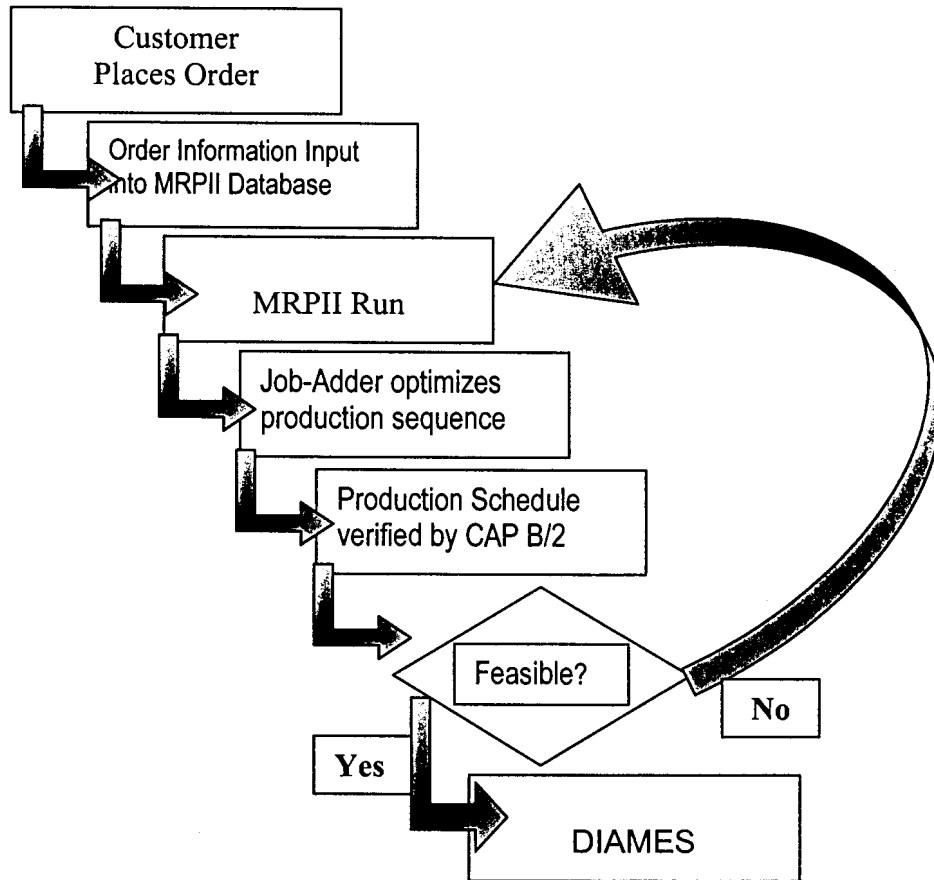 Customer
Places Order
Order Information Input
into MRPII Database
MRPII Run
Job-Adder optimizes
production sequence
Production Schedule
verified by CAP B/2
Feasible?
No
Yes
DIAMES